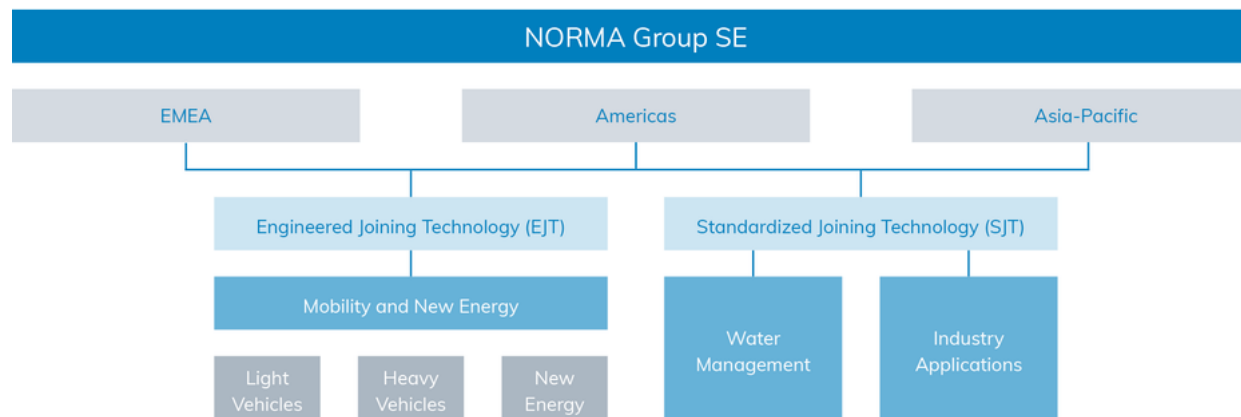 NORMA Group SE
EMEA
Americas
Asia-Pacific
Engineered Joining Technology (EJT)
Standardized Joining Technology (SJT)
Mobility and New Energy
Water
Management
Industry
Applications
Light
Vehicles
Heavy
Vehicles
New
Energy